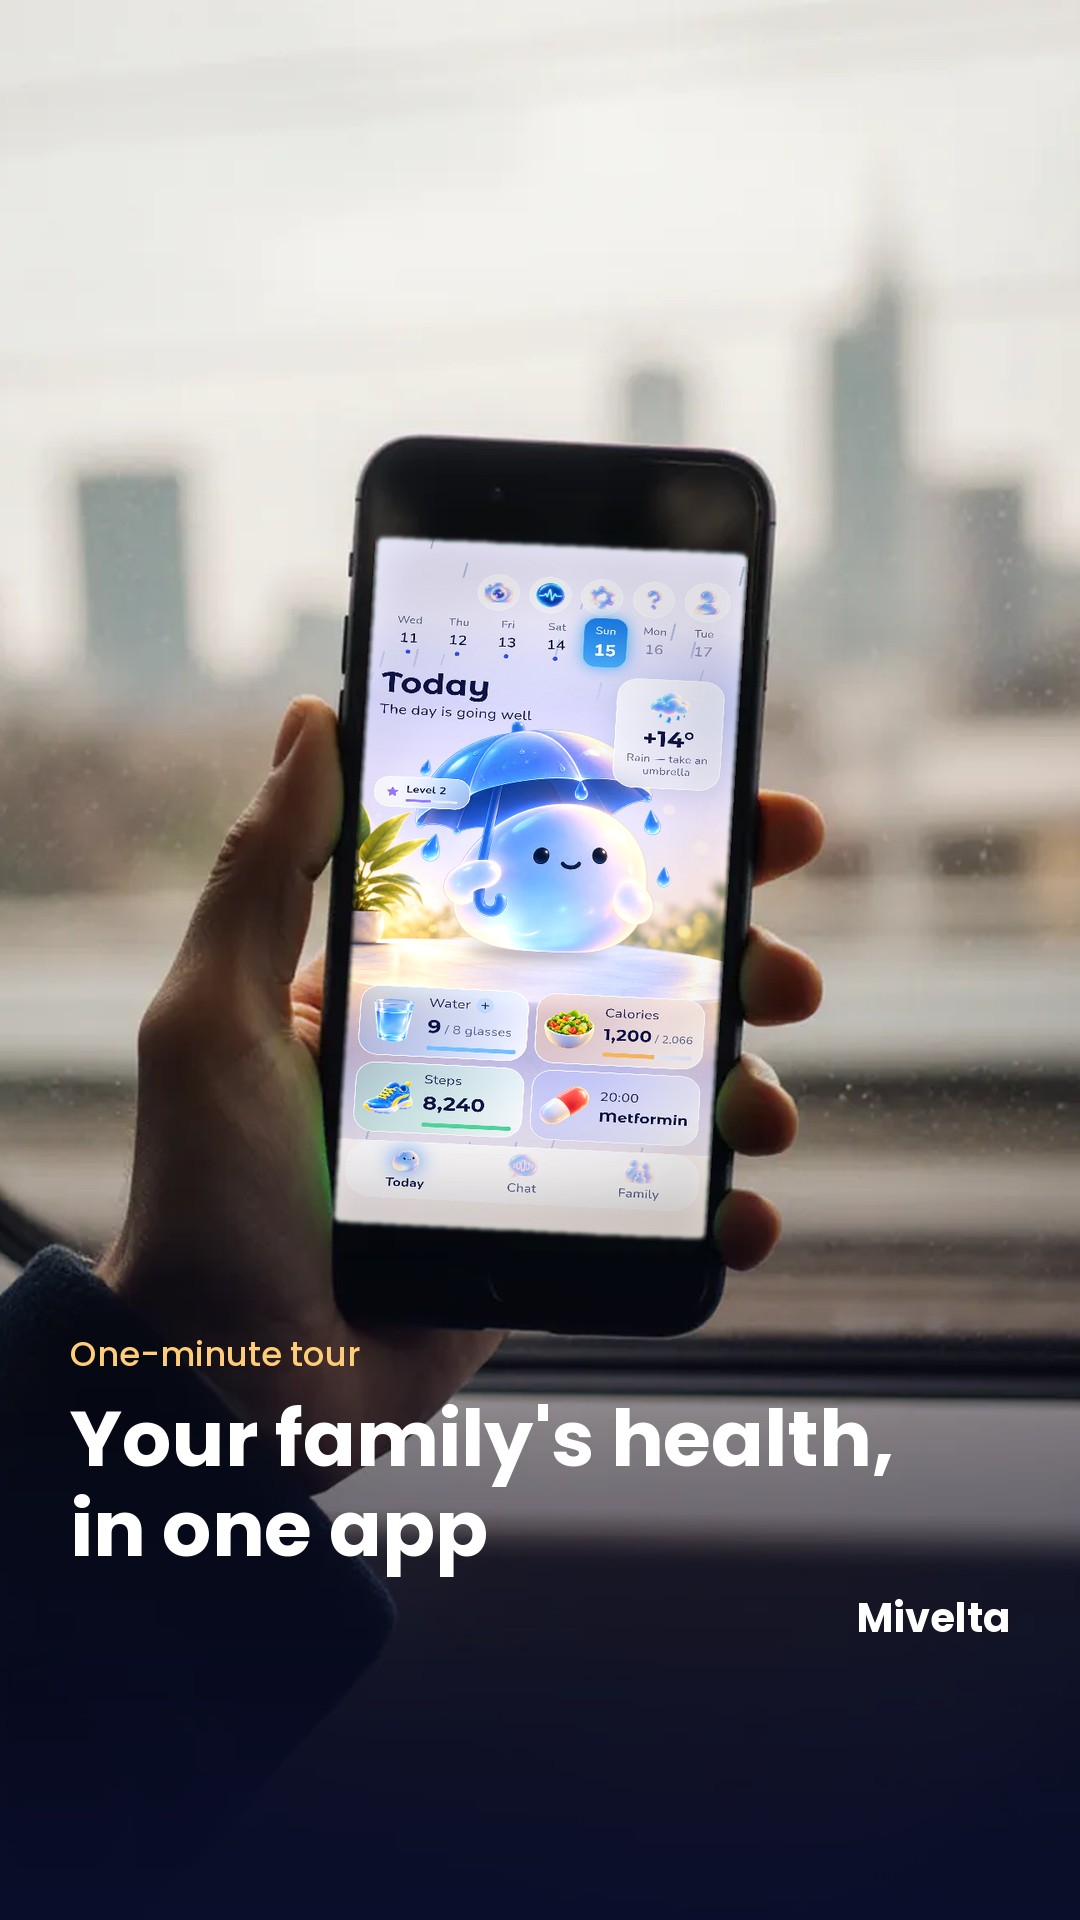 Wed Thu Fri Sat Sun Mon Tue
11 12 13 14 15 16 17
Today
The day is going well
+14°
Rain — take an
umbrella
Level 2
Water +
9 / 8 glasses
Calories
1,200 / 2,066
Steps
8,240
20:00
Metformin
Today
Chat
Family
One-minute tour
Your family's health,
in one app
Mivelta